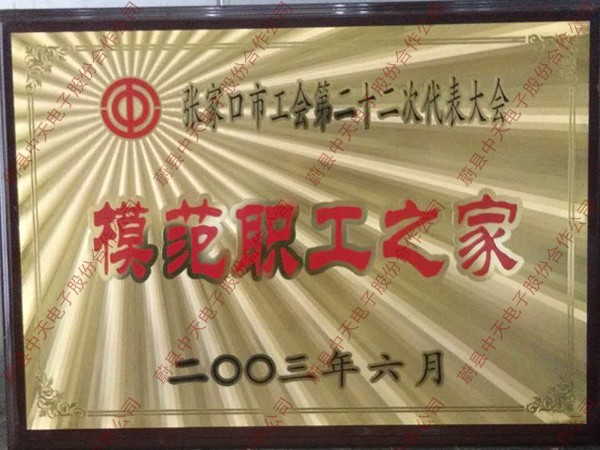 张家口市工会第二十二次代表大会
模范职工之家
二〇〇三年六月
蔚县中天电子股份合作公司